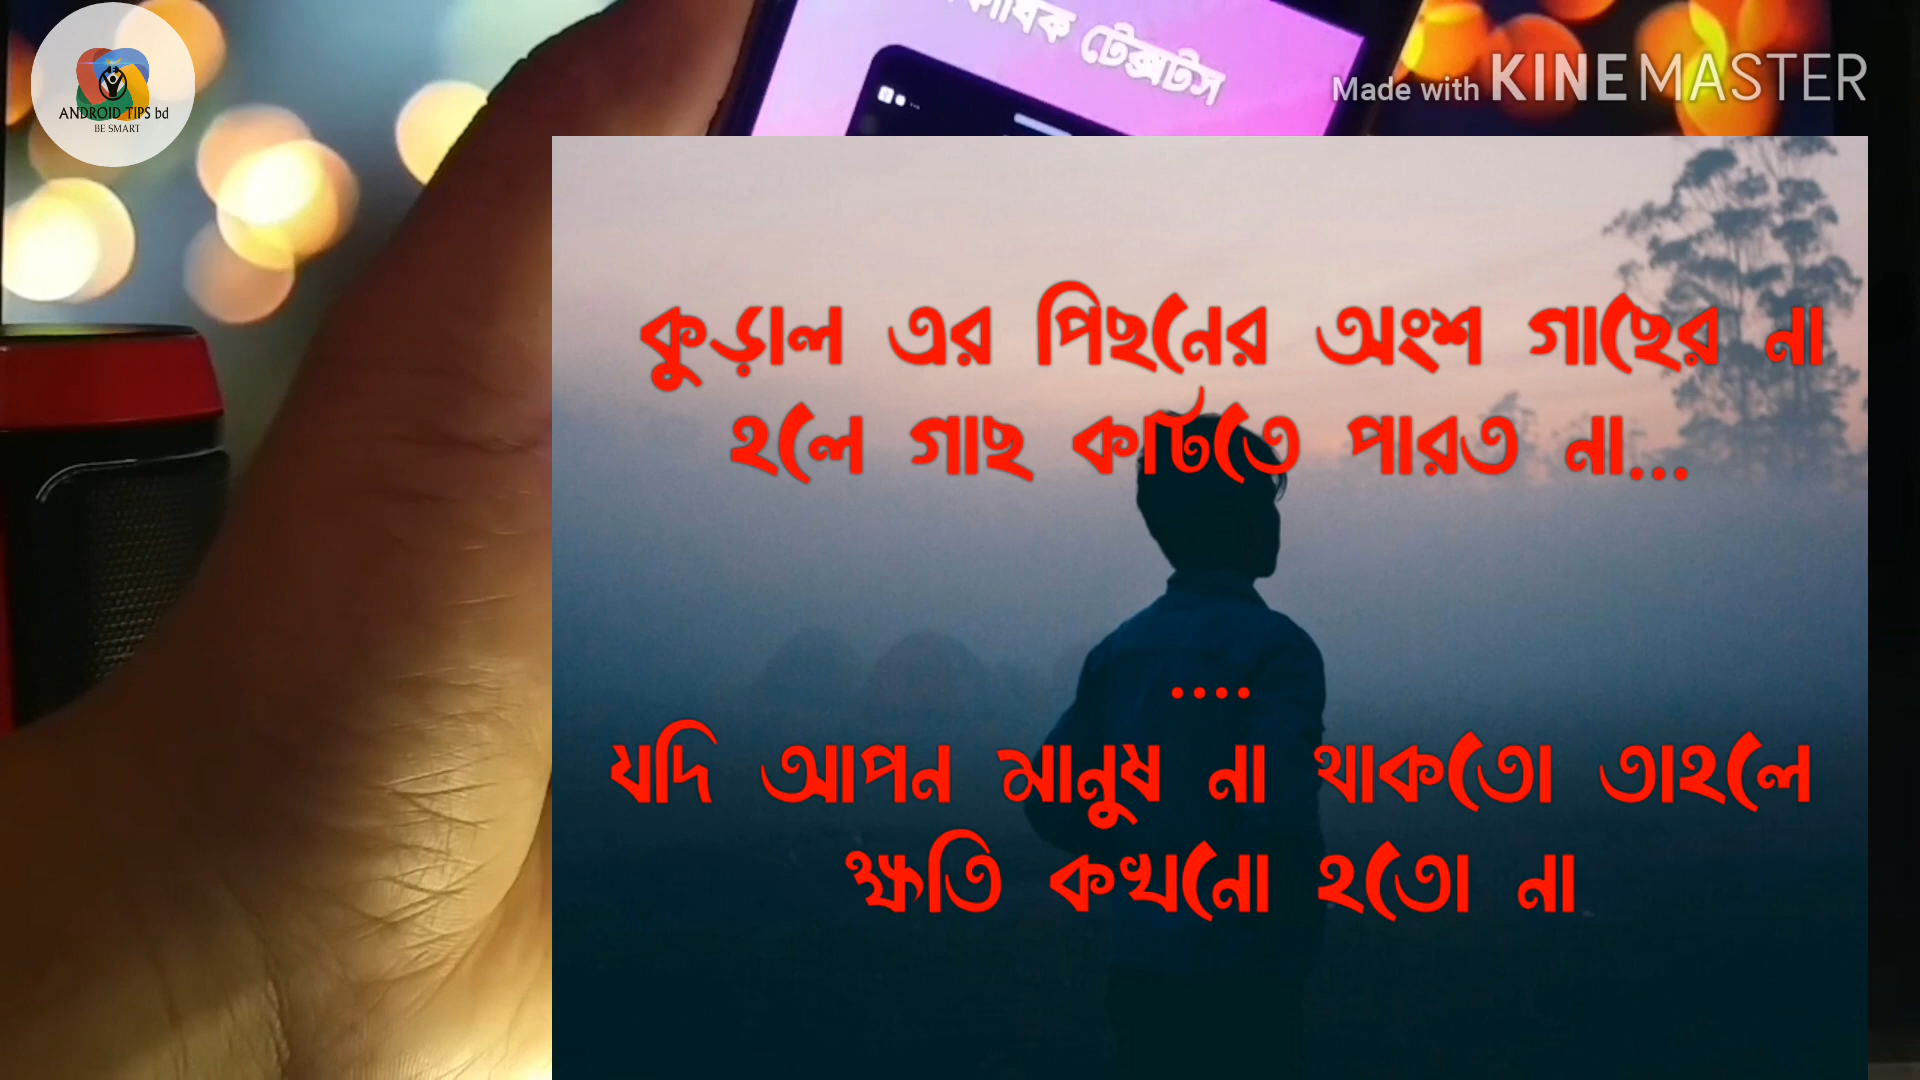 ANDROID TIPS bd
BE SMART
টেক্সটস
Made with KINEMASTER
কুড়াল এর পিছনের অংশ গাছের না
হলে গাছ কাটতে পারত না...
....
যদি আপন মানুষ না থাকতো তাহলে
ক্ষতি কখনো হতো না